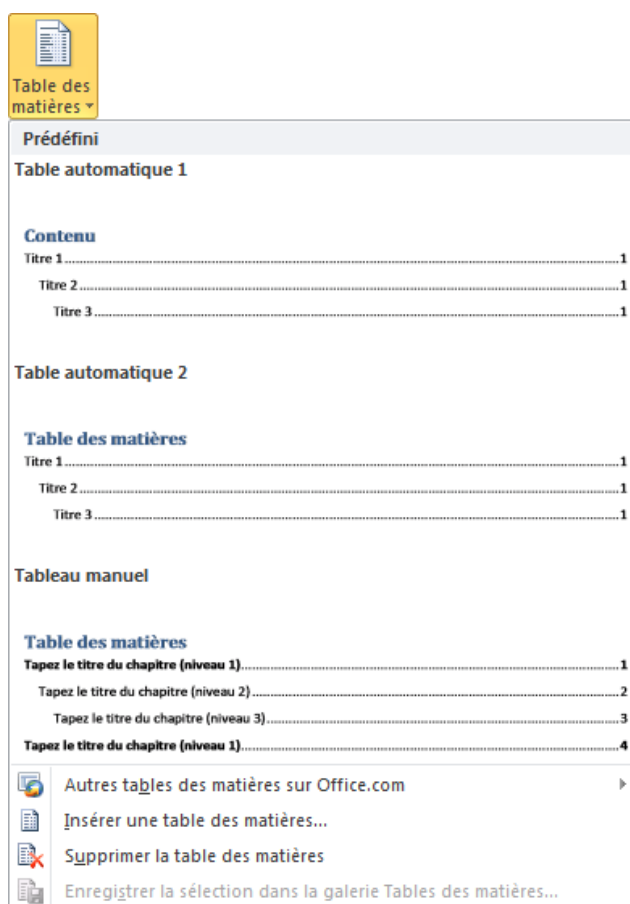 Table des
matières
Prédéfini
Table automatique 1
Contenu
Titre 1.....1
Titre 2.....1
Titre 3.....1
Table automatique 2
Table des matières
Titre 1.....1
Titre 2.....1
Titre 3.....1
Tableau manuel
Table des matières
Tapez le titre du chapitre (niveau 1).....1
Tapez le titre du chapitre (niveau 2).....2
Tapez le titre du chapitre (niveau 3).....3
Tapez le titre du chapitre (niveau 1).....4
Autres tables des matières sur Office.com
Insérer une table des matières...
Supprimer la table des matières
Enregistrer la sélection dans la galerie Tables des matières...